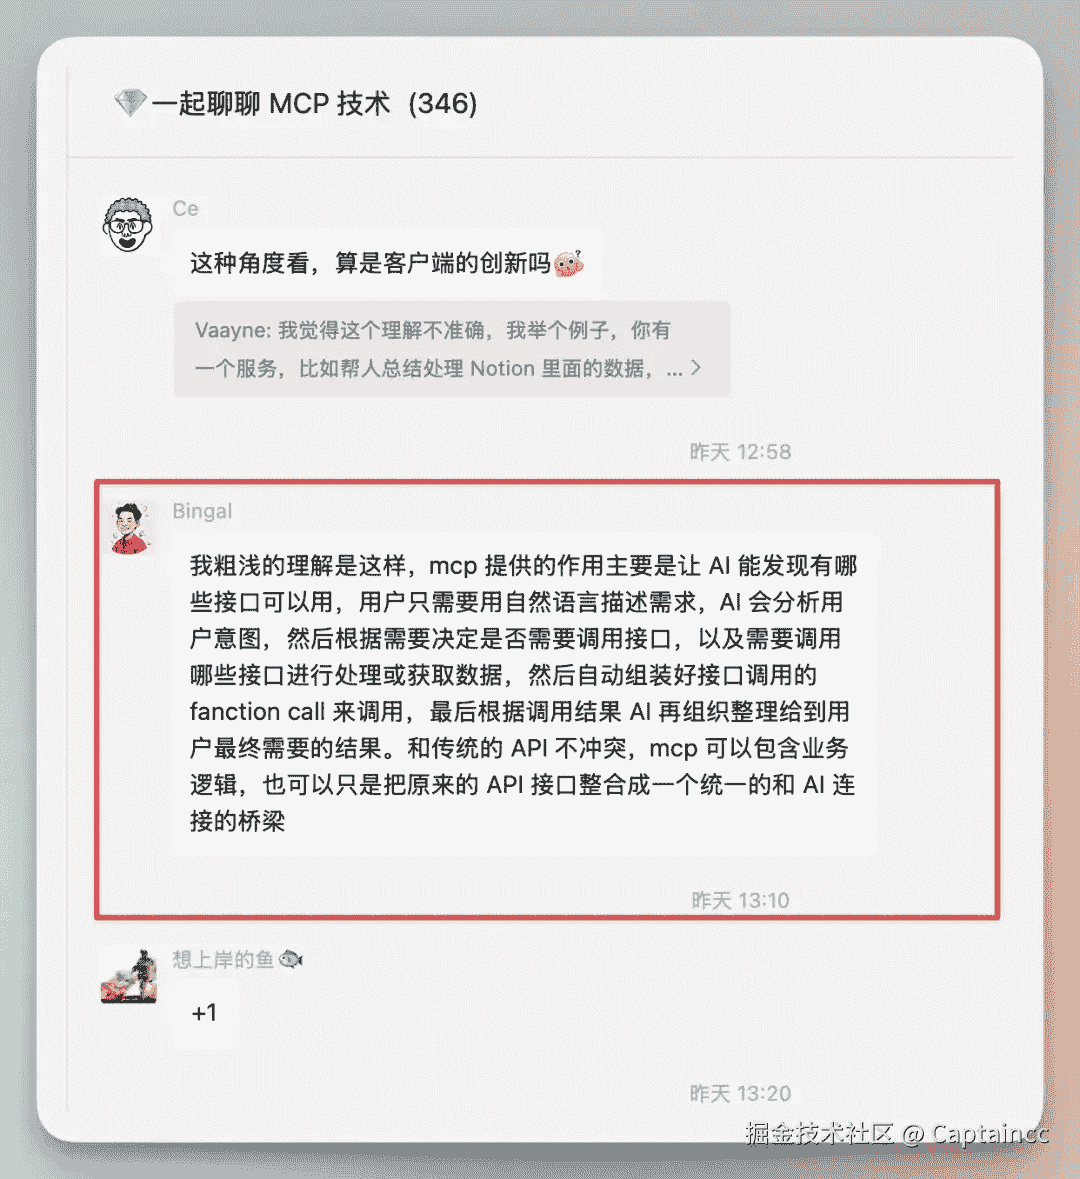 一起聊聊 MCP 技术 (346)
Ce
这种角度看，算是客户端的创新吗
Vaayne: 我觉得这个理解不准确，我举个例子，你有
一个服务，比如帮人总结处理 Notion 里面的数据，...
昨天 12:58
Bingal
我粗浅的理解是这样，mcp 提供的作用主要是让 AI 能发现有哪
些接口可以用，用户只需要用自然语言描述需求，AI 会分析用
户意图，然后根据需要决定是否需要调用接口，以及需要调用
哪些接口进行处理或获取数据，然后自动组装好接口调用的
fanction call 来调用，最后根据调用结果 AI 再组织整理给到用
户最终需要的结果。和传统的 API 不冲突，mcp 可以包含业务
逻辑，也可以只是把原来的 API 接口整合成一个统一的和 AI 连
接的桥梁
昨天 13:10
想上岸的鱼
+1
昨天 13:20
掘金技术社区 @ Captaincc